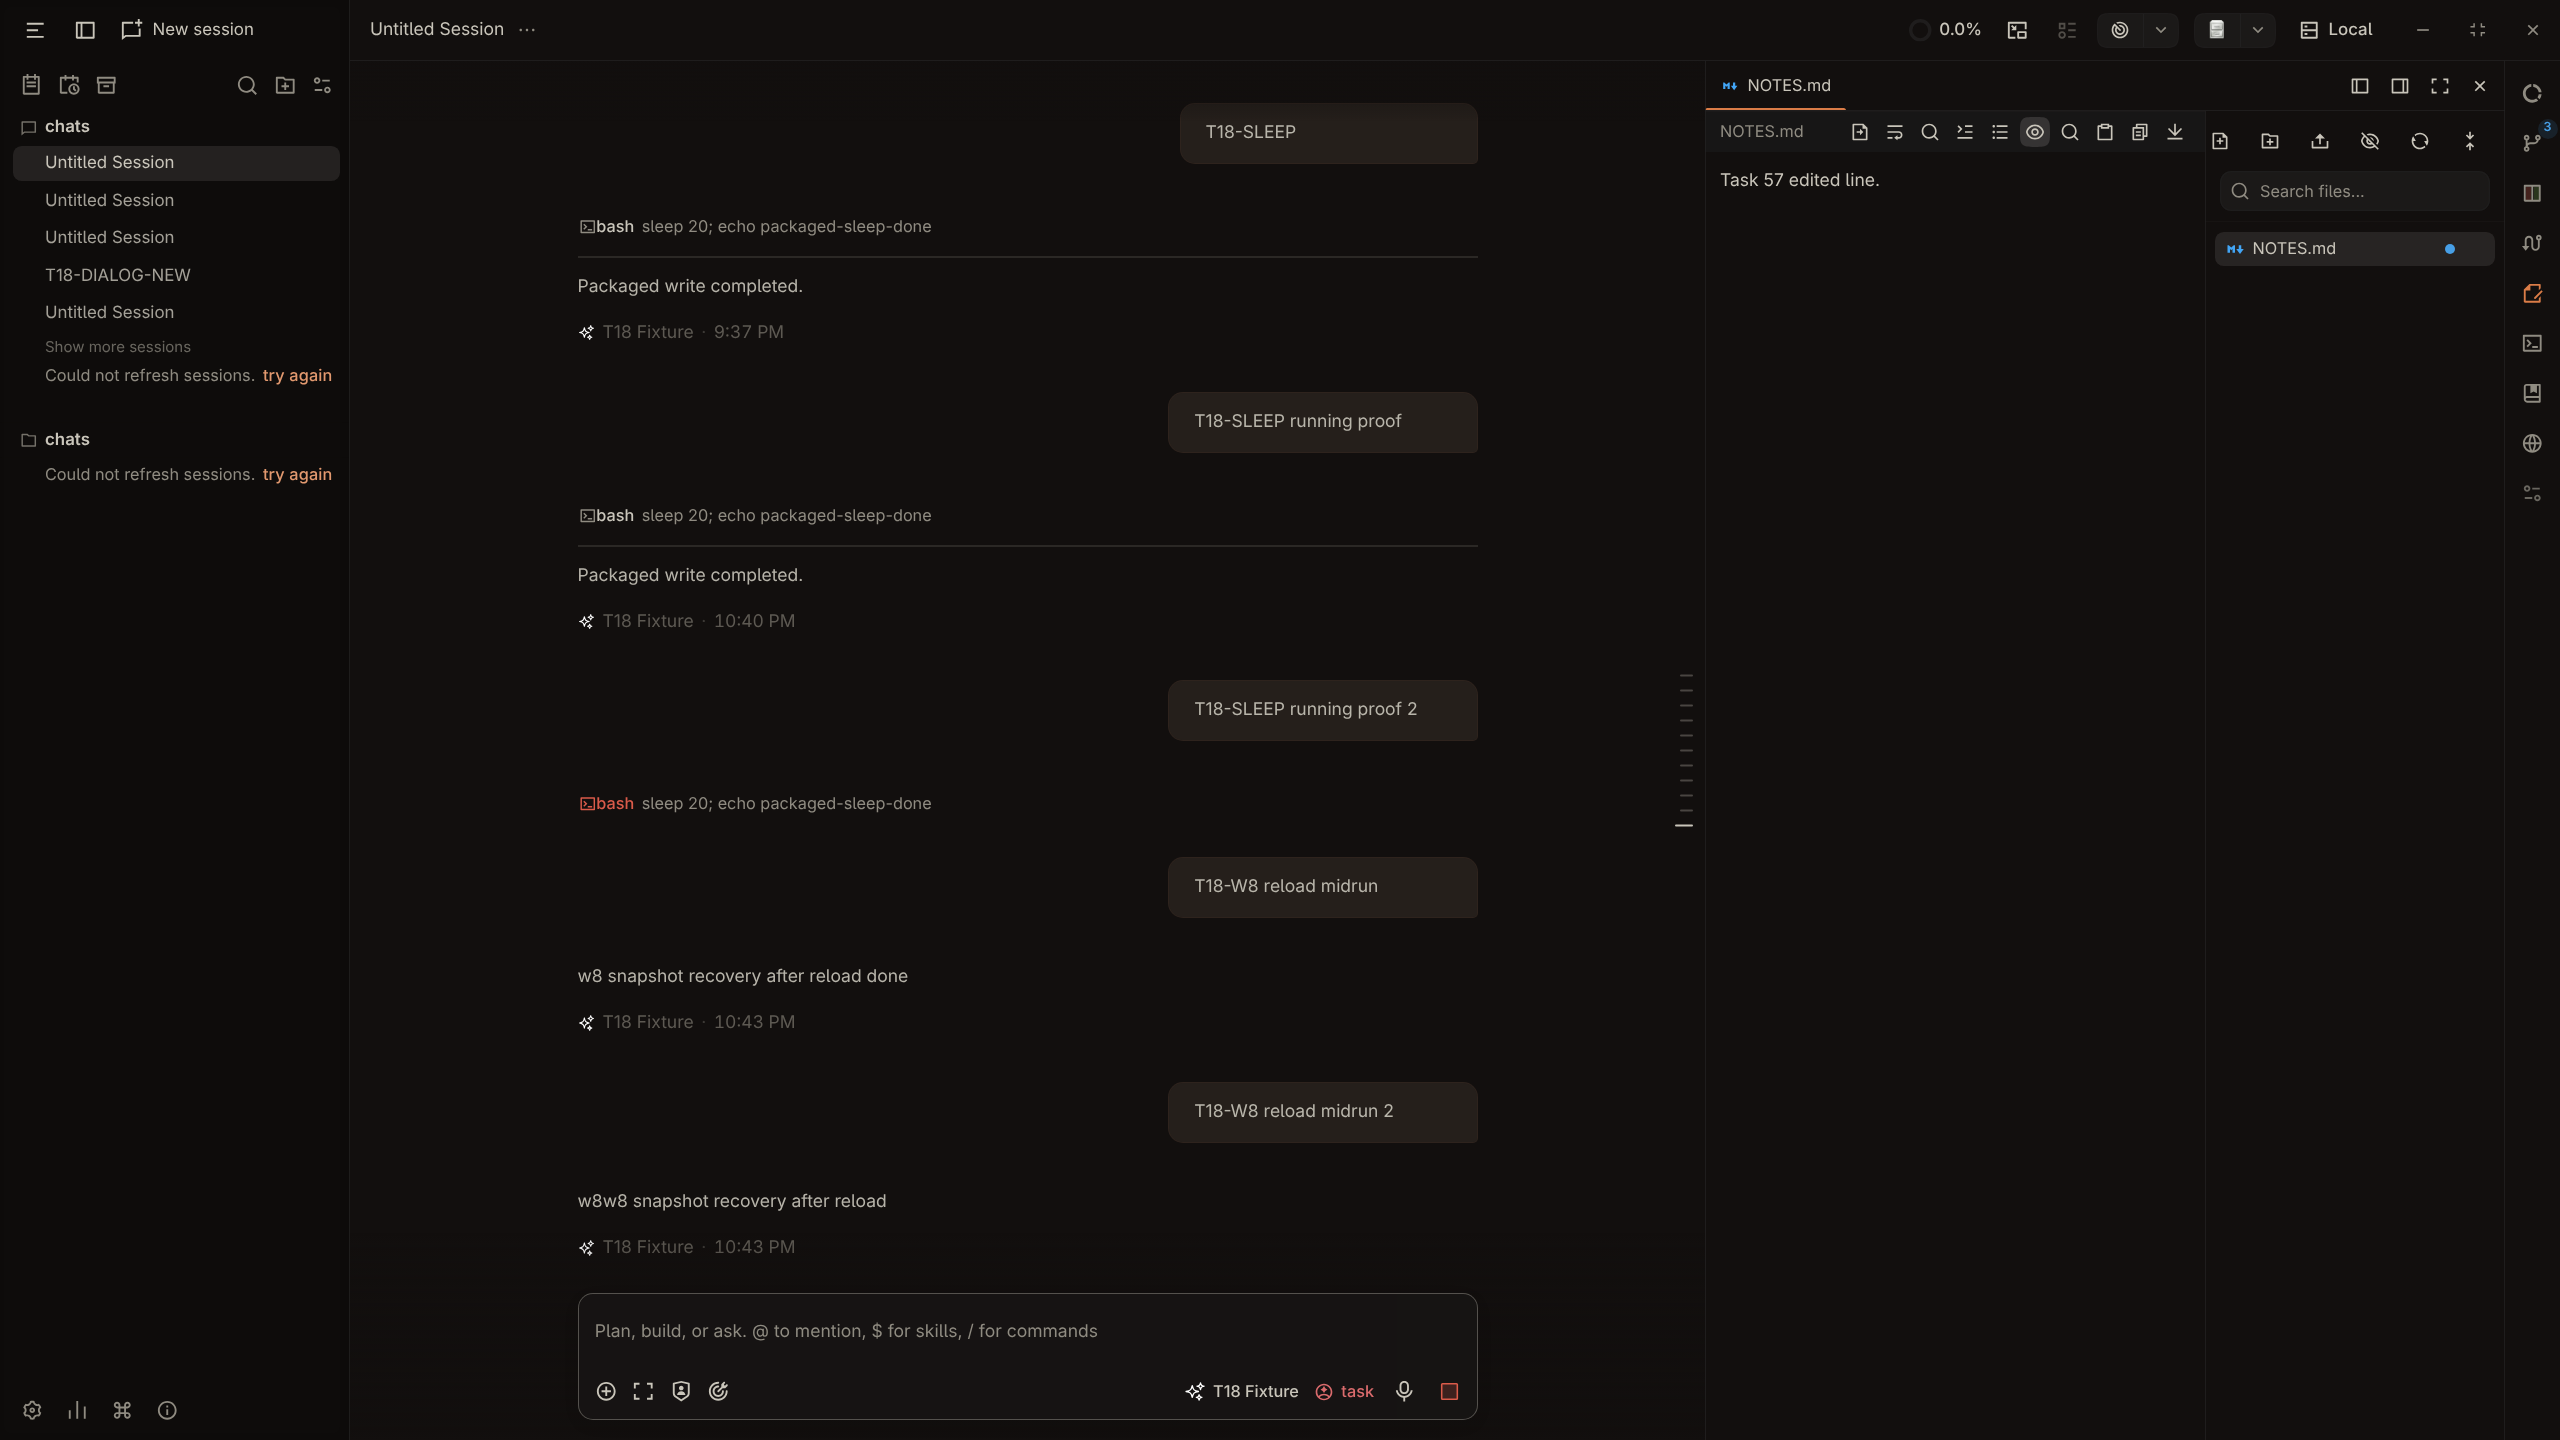 New session
chats
Untitled Session
Untitled Session
Untitled Session
T18-DIALOG-NEW
Untitled Session
Show more sessions
Could not refresh sessions. try again
chats
Could not refresh sessions. try again
Untitled Session
0.0%
Local
T18-SLEEP
bash sleep 20; echo packaged-sleep-done
Packaged write completed.
T18 Fixture · 9:37 PM
T18-SLEEP running proof
bash sleep 20; echo packaged-sleep-done
Packaged write completed.
T18 Fixture · 10:40 PM
T18-SLEEP running proof 2
bash sleep 20; echo packaged-sleep-done
T18-W8 reload midrun
w8 snapshot recovery after reload done
T18 Fixture · 10:43 PM
T18-W8 reload midrun 2
w8w8 snapshot recovery after reload
T18 Fixture · 10:43 PM
Plan, build, or ask. @ to mention, $ for skills, / for commands
T18 Fixture
task
NOTES.md
NOTES.md
Task 57 edited line.
Search files...
NOTES.md
3